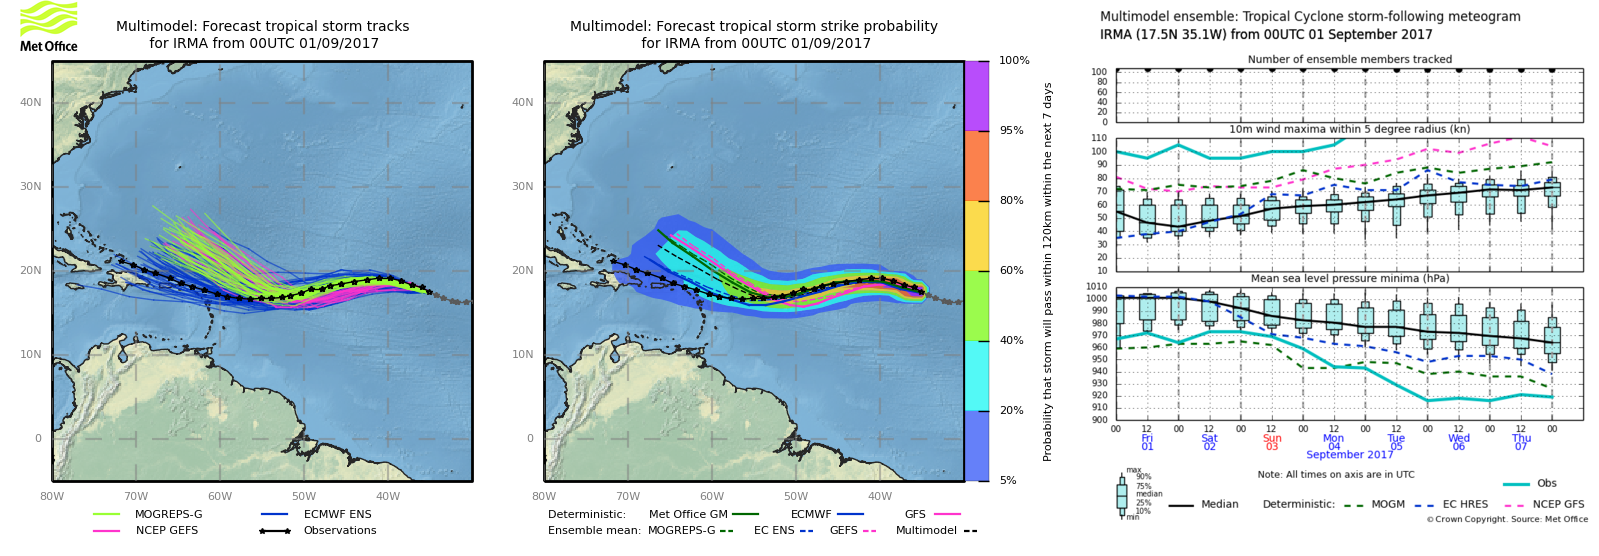 Met Office
Multimodel: Forecast tropical storm tracks
for IRMA from 00UTC 01/09/2017
40N
30N
20N
10N
0
80W 70W 60W 50W 40W
MOGREPS-G ECMWF ENS
NCEP GEFS Observations
Multimodel: Forecast tropical storm strike probability
for IRMA from 00UTC 01/09/2017
40N
30N
20N
10N
0
80W 70W 60W 50W 40W
100%
95%
80%
60%
40%
20%
5%
Probability that storm will pass within 120km within the next 7 days
Deterministic: Met Office GM ECMWF GFS
Ensemble mean: MOGREPS-G EC ENS GEFS Multimodel
Multimodel ensemble: Tropical Cyclone storm-following meteogram
IRMA (17.5N 35.1W) from 00UTC 01 September 2017
Number of ensemble members tracked
100
80
60
40
20
0
10m wind maxima within 5 degree radius (kn)
110
100
90
80
70
60
50
40
30
20
10
Mean sea level pressure minima (hPa)
1010
1000
990
980
970
960
950
940
930
920
910
900
00 12 00 12 00 12 00 12 00 12 00 12 00 12 00
Fri Sat Sun Mon Tue Wed Thu
01 02 03 04 05 06 07
September 2017
Note: All times on axis are in UTC
max
90%
75%
median
25%
10%
min
Obs
Median Deterministic: MOGM EC HRES NCEP GFS
© Crown Copyright. Source: Met Office